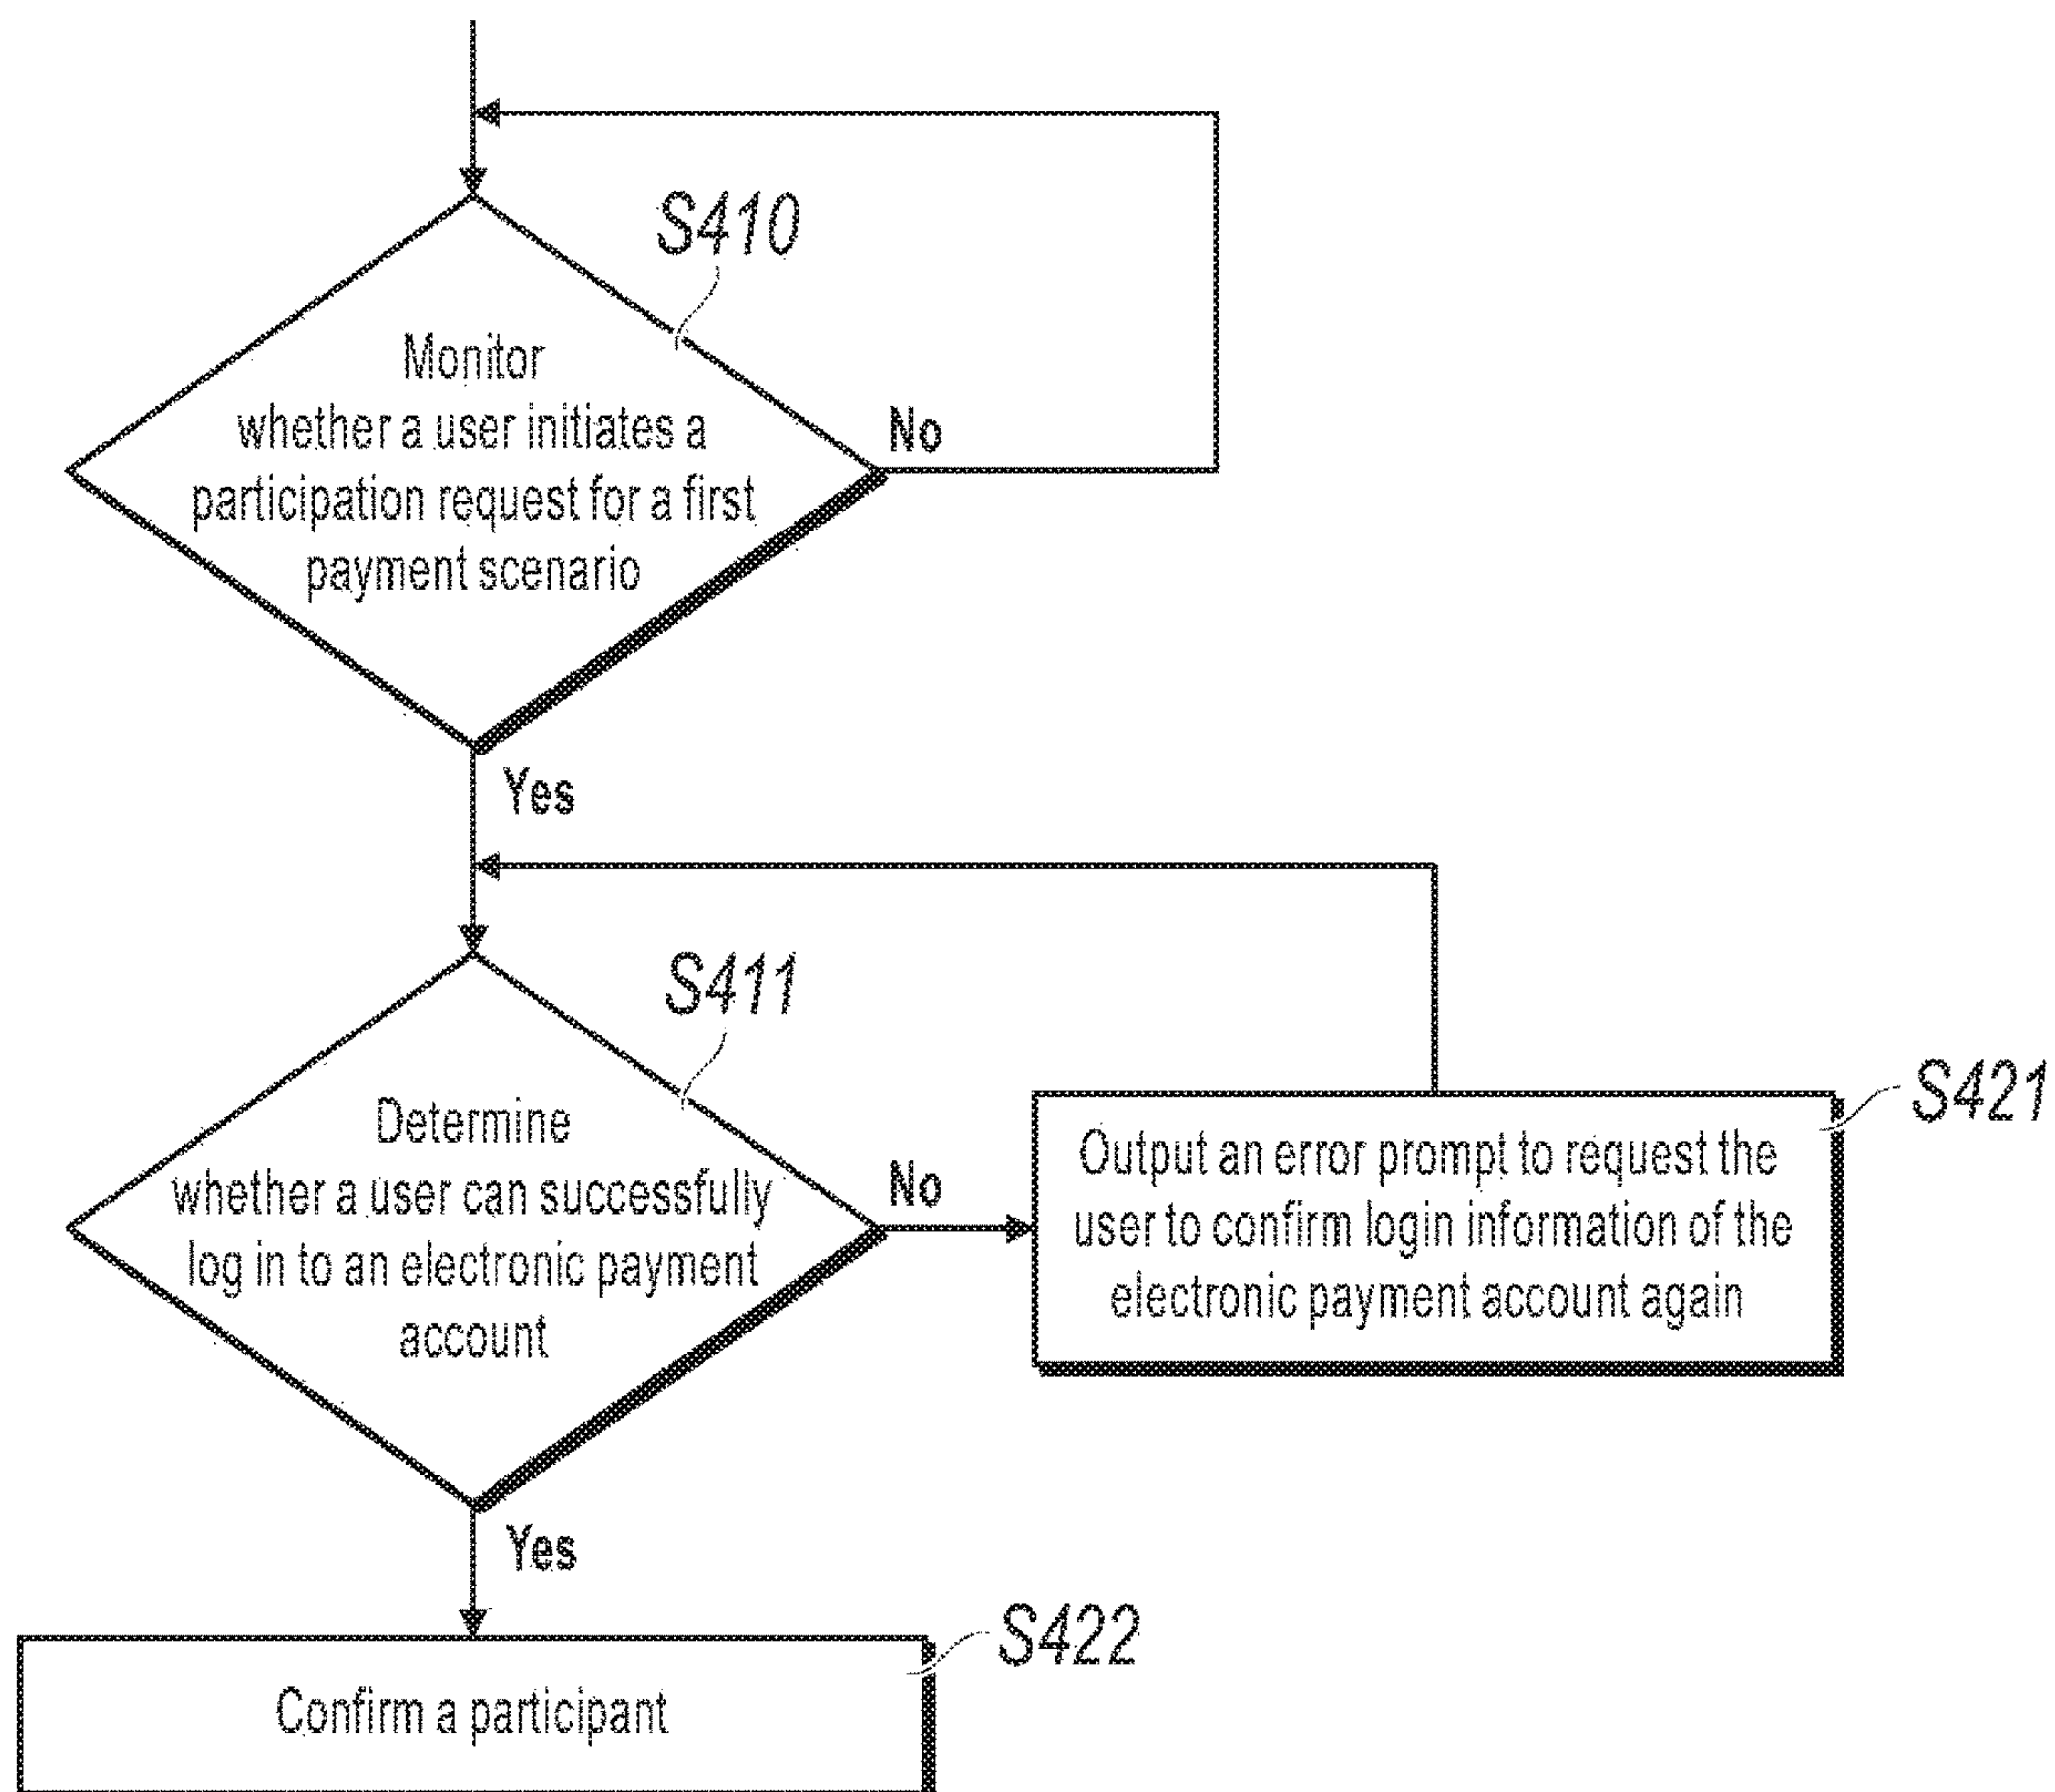 S410
Monitor
whether a user initiates a
participation request for a first
payment scenario
No
Yes
S411
Determine
whether a user can successfully
log in to an electronic payment
account
No
S421
Output an error prompt to request the
user to confirm login information of the
electronic payment account again
Yes
S422
Confirm a participant